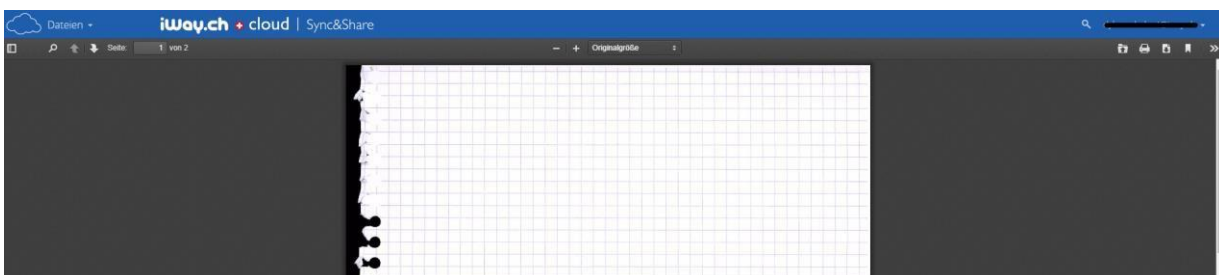 Dateien
iWay.ch cloud | Sync&Share
Seite: 1 von 2
Originalgröße